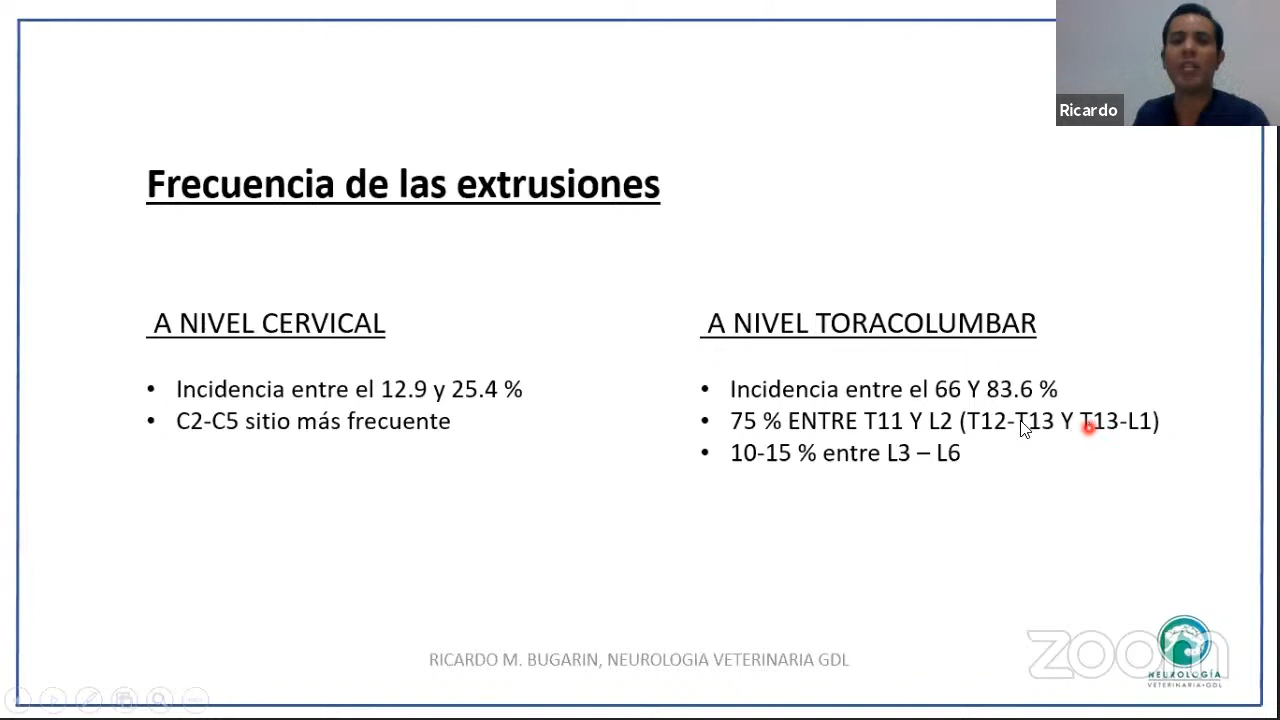 Ricardo
Frecuencia de las extrusiones
A NIVEL CERVICAL
• Incidencia entre el 12.9 y 25.4 %
• C2-C5 sitio más frecuente
A NIVEL TORACOLUMBAR
• Incidencia entre el 66 Y 83.6 %
• 75 % ENTRE T11 Y L2 (T12-T13 Y T13-L1)
• 10-15 % entre L3 – L6
RICARDO M. BUGARIN, NEUROLOGIA VETERINARIA GDL
zoom
NEUROLOGÍA
VETERINARIA•GDL